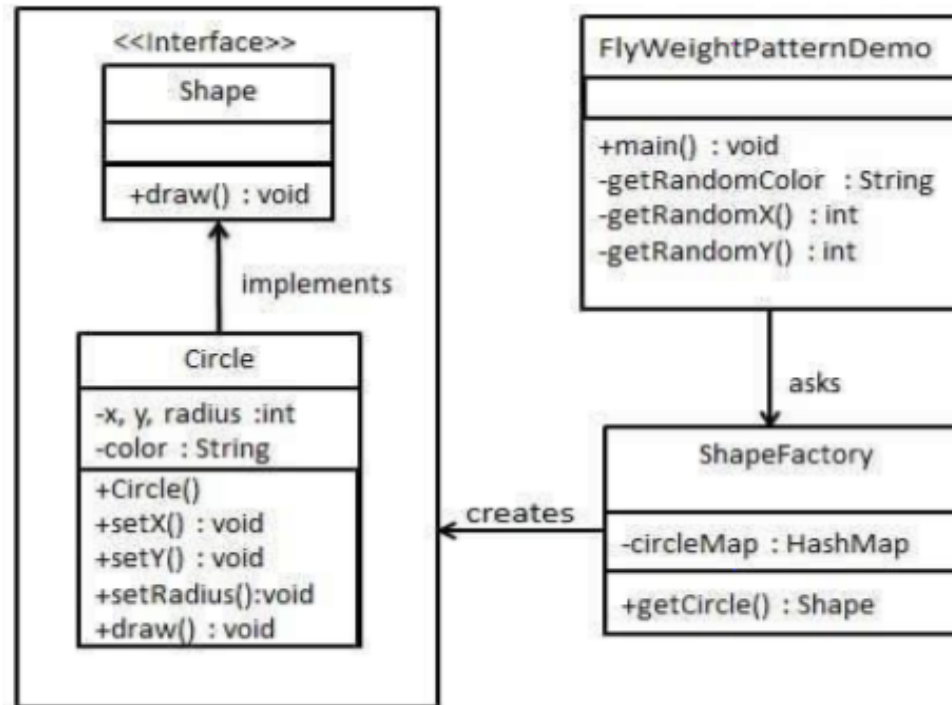 <<Interface>>
Shape
+draw() : void
implements
Circle
-x, y, radius :int
-color : String
+Circle()
+setX() : void
+setY() : void
+setRadius():void
+draw() : void
FlyWeightPatternDemo
+main() : void
-getRandomColor : String
-getRandomX() : int
-getRandomY() : int
asks
ShapeFactory
-circleMap : HashMap
+getCircle() : Shape
creates